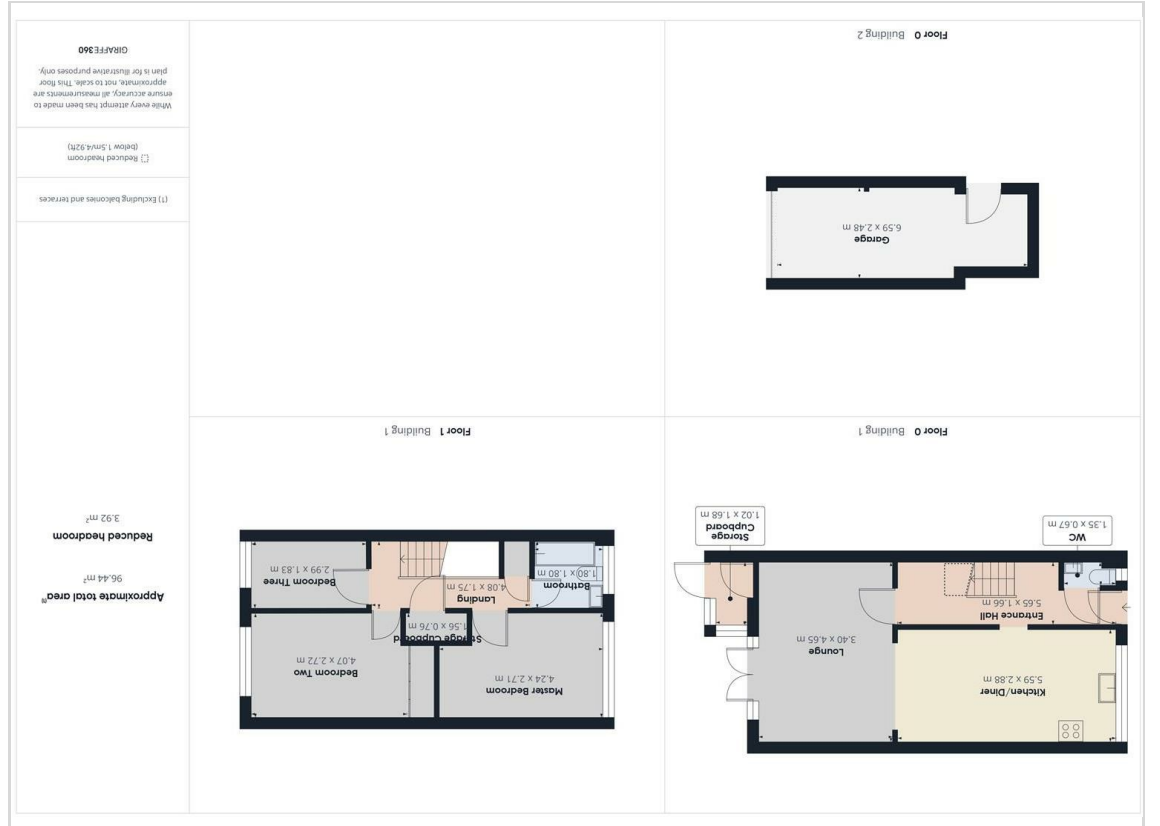 Floor 0 Building 1
WC
1.35 x 0.67 m
Storage
Cupboard
1.02 x 1.68 m
Entrance Hall
5.65 x 1.66 m
Kitchen/Diner
5.59 x 2.88 m
Lounge
3.40 x 4.65 m
Floor 1 Building 1
Bathroom
1.80 x 1.80 m
Landing
4.08 x 1.75 m
Bedroom Three
2.99 x 1.83 m
Storage Cupboard
1.56 x 0.76 m
Master Bedroom
4.24 x 2.71 m
Bedroom Two
4.07 x 2.72 m
Floor 0 Building 2
Garage
6.59 x 2.48 m
Approximate total area⁽¹⁾
96.44 m²
Reduced headroom
3.92 m²
(1) Excluding balconies and terraces
Reduced headroom
(below 1.5m/4.92ft)
While every attempt has been made to
ensure accuracy, all measurements are
approximate, not to scale. This floor
plan is for illustrative purposes only.
GIRAFFE360